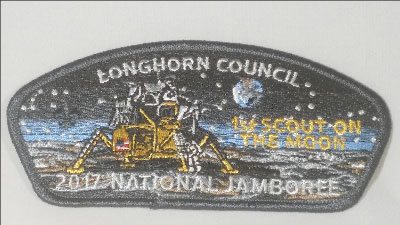 LONGHORN COUNCIL
1st SCOUT ON
THE MOON
2017 NATIONAL JAMBOREE